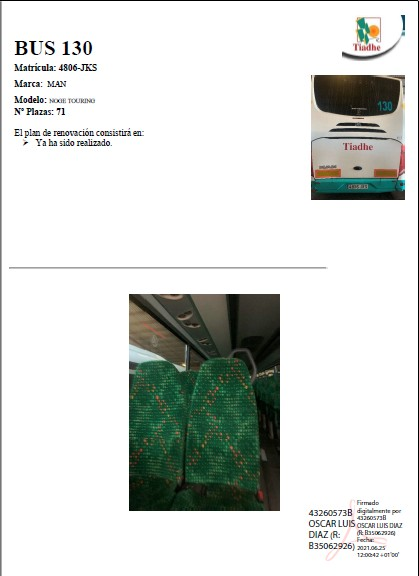 Tiadhe
BUS 130
Matrícula: 4806-JKS
Marca: MAN
Modelo: NOGE TOURING
Nº Plazas: 71
El plan de renovación consistirá en:
➢ Ya ha sido realizado.
130
Tiadhe
43260573B
OSCAR LUIS
DIAZ (R:
B35062926)
Firmado
digitalmente por
43260573B
OSCAR LUIS DIAZ
(R: B35062926)
Fecha:
2021.06.25
12:00:42 +01'00'